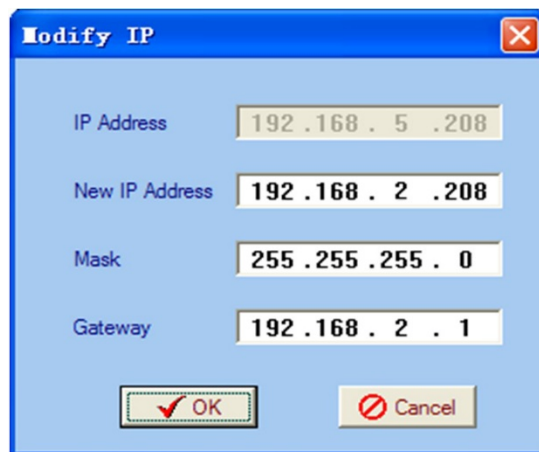 Modify IP
IP Address 192 .168 . 5 .208
New IP Address 192 .168 . 2 .208
Mask 255 .255 .255 . 0
Gateway 192 .168 . 2 . 1
OK Cancel